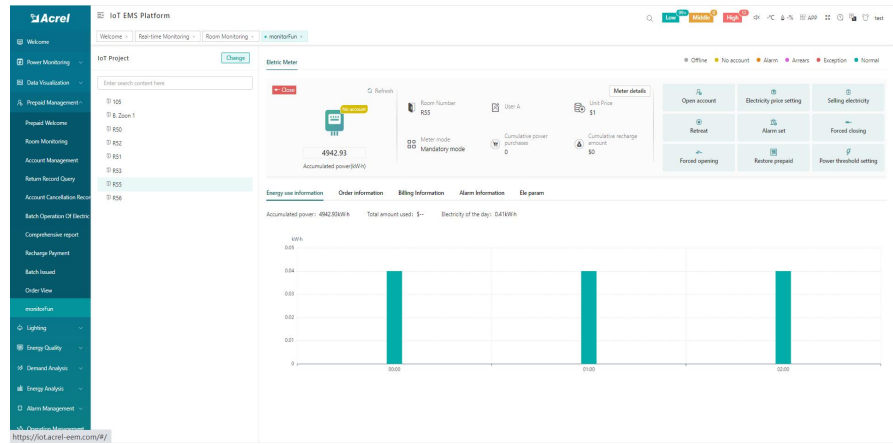 Acrel
IoT EMS Platform
Low 99+ Middle High APP test
Welcome × Real-time Monitoring × Room Monitoring × monitorFun ×
Welcome
Power Monitoring
Data Visualization
Prepaid Management
Prepaid Welcome
Room Monitoring
Account Management
Return Record Query
Account Cancellation Recor
Batch Operation Of Electric
Comprehensive report
Recharge Payment
Batch Issued
Order View
monitorFun
Lighting
Energy Quality
Demand Analysis
Energy Analysis
Alarm Management
Operation Management
https://iot.acrel-eem.com/#/
IoT Project
Change
Enter search content here
105
B. Zoon 1
R50
R52
R51
R53
R55
R56
Eletric Meter
Offline No account Alarm Arrears Exception Normal
Close
Refresh
No account
4942.93
Accumulated power(kW·h)
Meter details
Room Number
R55
User A
Unit Price
$1
Meter mode
Mandatory mode
Cumulative power purchases
0
Cumulative recharge amount
$0
Open account
Electricity price setting
Selling electricity
Retreat
Alarm set
Forced closing
Forced opening
Restore prepaid
Power threshold setting
Energy use information Order information Billing Information Alarm Information Ele param
Accumulated power: 4942.93kW·h Total amount used: $-- Electricity of the day: 0.41kW·h
kW·h
0.05
0.04
0.03
0.02
0.01
0
00:00 01:00 02:00